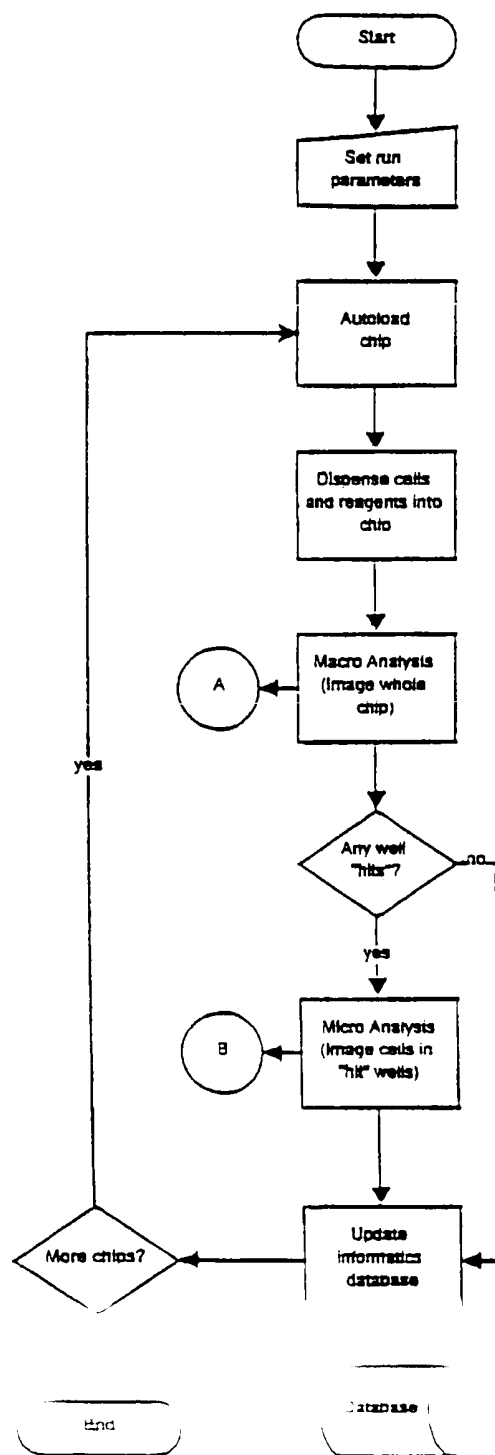 Start
Set run
parameters
Autoload
chip
Dispense cells
and reagents into
chip
Macro Analysis
(Image whole
chip)
A
yes
Any well
"hits"?
no
yes
Micro Analysis
(Image cells in
"hit" wells)
B
More chips?
Update
informatics
database
End
Database